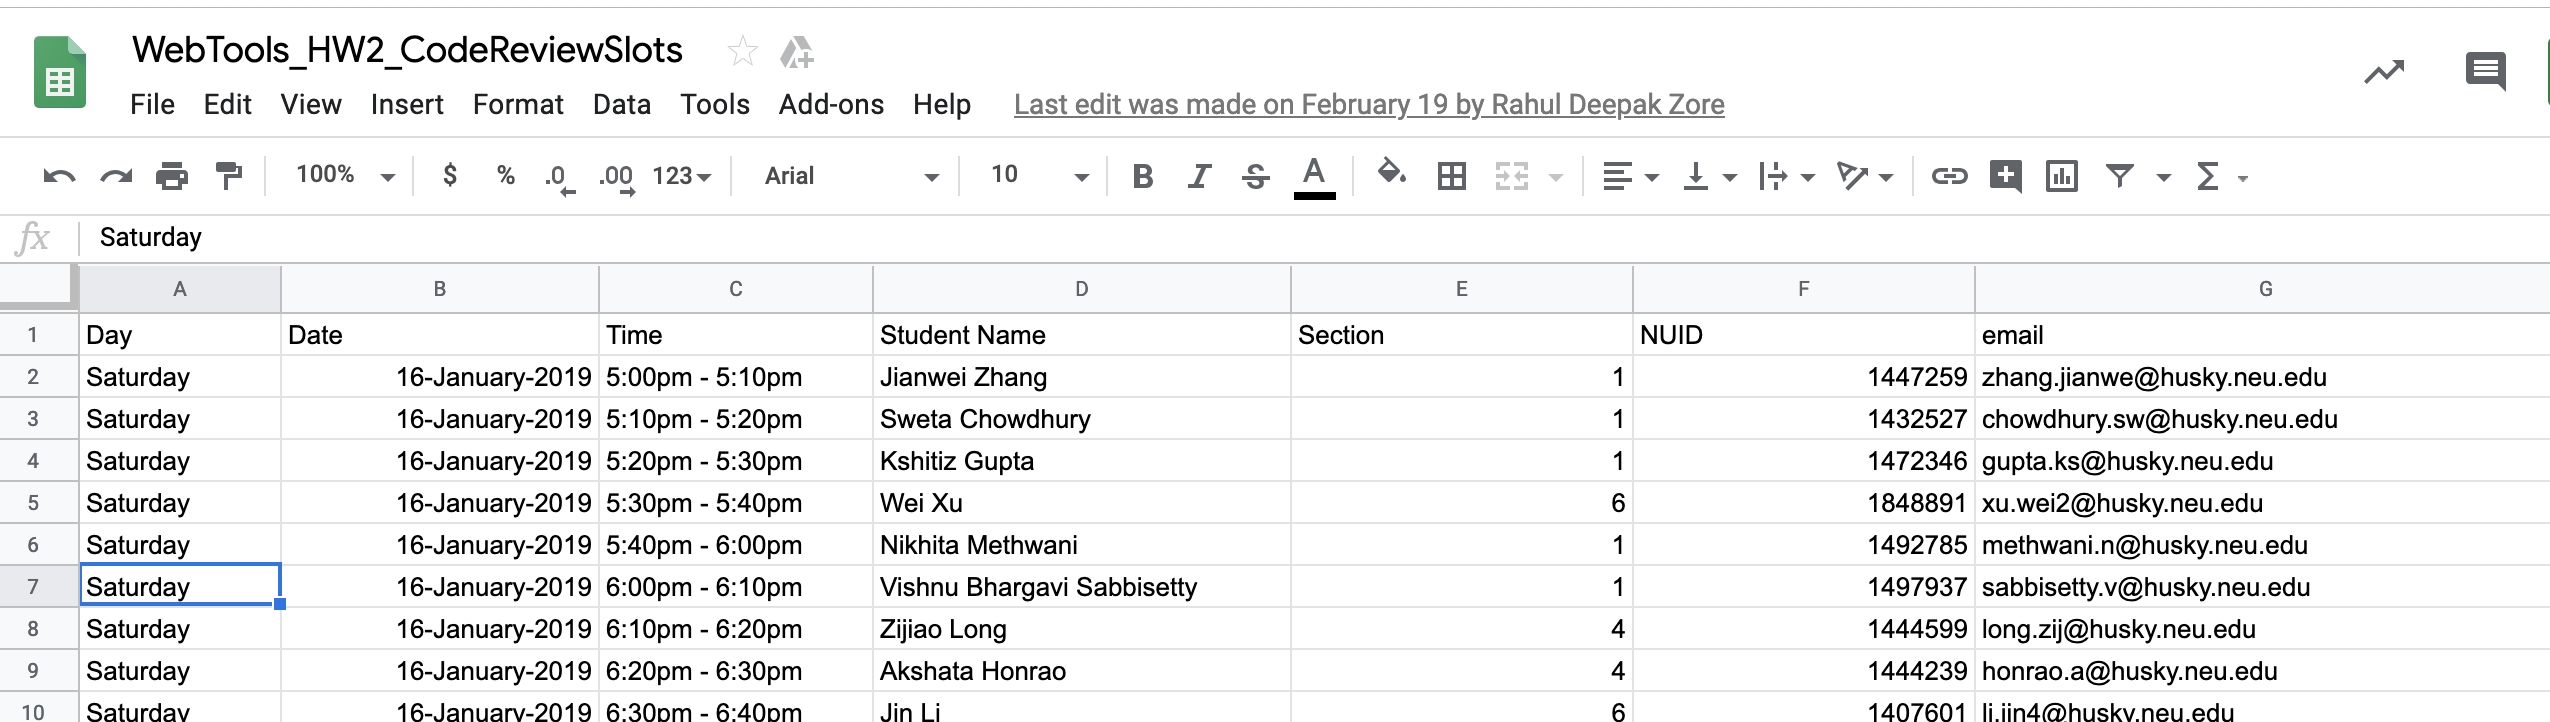 WebTools_HW2_CodeReviewSlots
File Edit View Insert Format Data Tools Add-ons Help Last edit was made on February 19 by Rahul Deepak Zore
100% $ % .0 .00 123 Arial 10 B I S A Σ
fx Saturday
A B C D E F G
1 Day Date Time Student Name Section NUID email
2 Saturday 16-January-2019 5:00pm - 5:10pm Jianwei Zhang 1 1447259 zhang.jianwe@husky.neu.edu
3 Saturday 16-January-2019 5:10pm - 5:20pm Sweta Chowdhury 1 1432527 chowdhury.sw@husky.neu.edu
4 Saturday 16-January-2019 5:20pm - 5:30pm Kshitiz Gupta 1 1472346 gupta.ks@husky.neu.edu
5 Saturday 16-January-2019 5:30pm - 5:40pm Wei Xu 6 1848891 xu.wei2@husky.neu.edu
6 Saturday 16-January-2019 5:40pm - 6:00pm Nikhita Methwani 1 1492785 methwani.n@husky.neu.edu
7 Saturday 16-January-2019 6:00pm - 6:10pm Vishnu Bhargavi Sabbisetty 1 1497937 sabbisetty.v@husky.neu.edu
8 Saturday 16-January-2019 6:10pm - 6:20pm Zijiao Long 4 1444599 long.zij@husky.neu.edu
9 Saturday 16-January-2019 6:20pm - 6:30pm Akshata Honrao 4 1444239 honrao.a@husky.neu.edu
10 Saturday 16-January-2019 6:30pm - 6:40pm Jin Li 6 1407601 li.jin4@husky.neu.edu